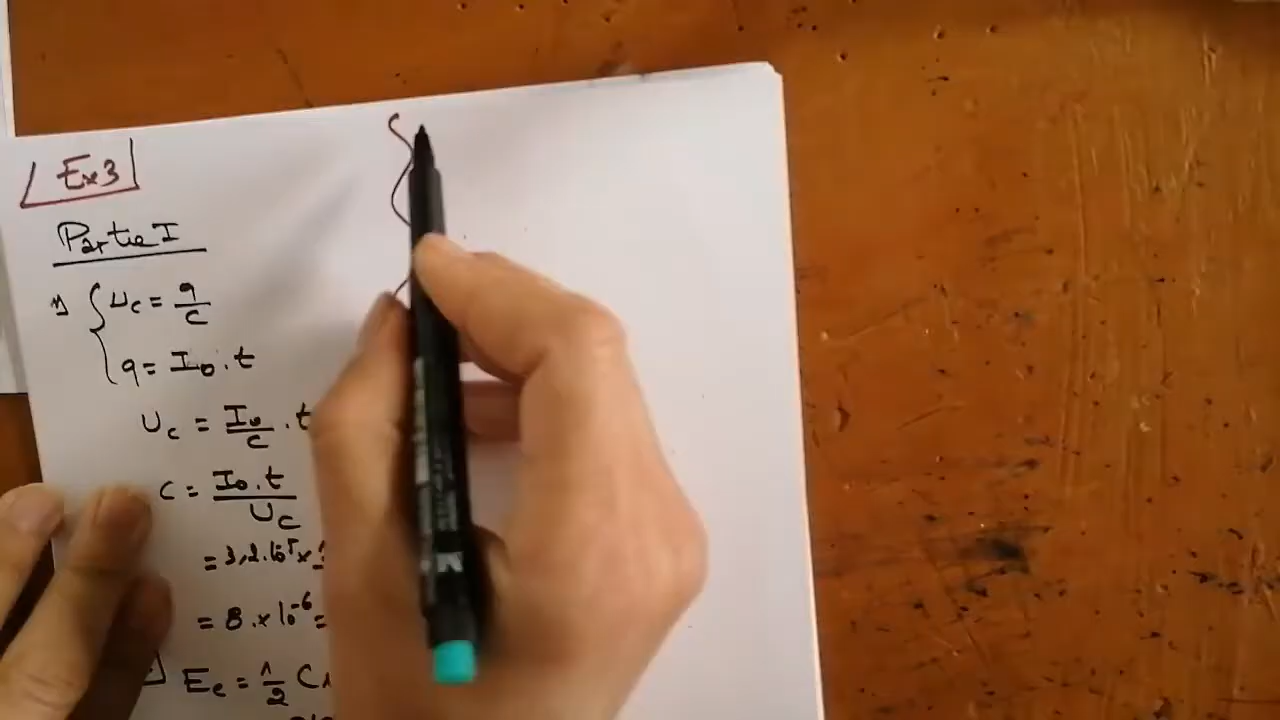 Ex3
Partie I
1) { Uc = q/C
q = I₀.t
Uc = I₀/C . t
C = I₀.t / Uc
= 3,2.10⁻⁵ ×
= 8.×10⁻⁶ =
Ee = 1/2 C